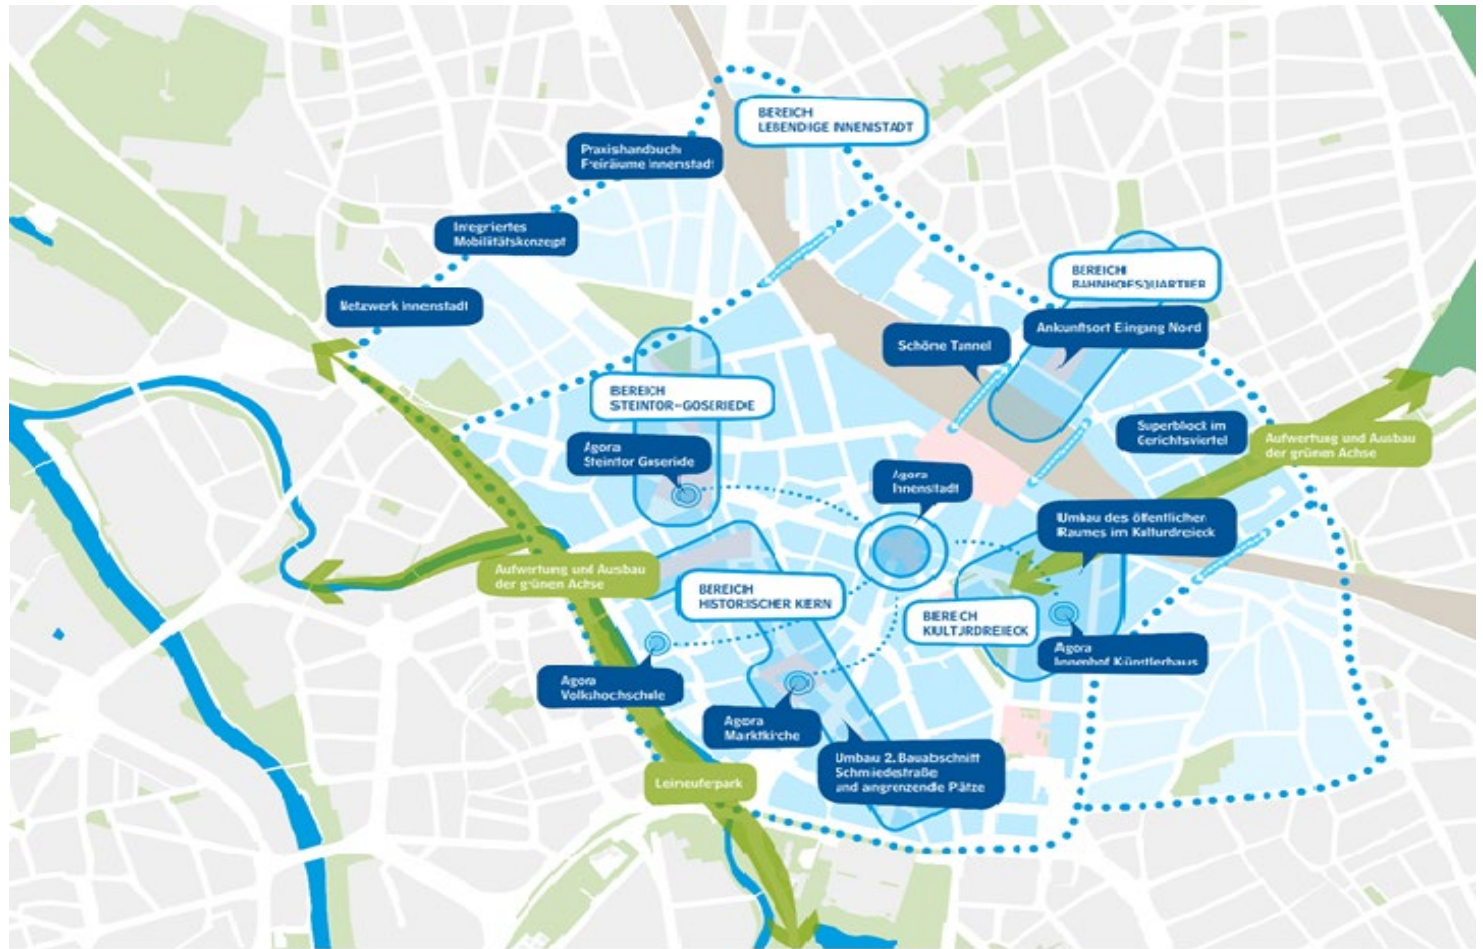 BEREICH
LEBENDIGE INNENSTADT
Praxishandbuch
Freiräume Innenstadt
Integriertes
Mobilitätskonzept
Netzwerk Innenstadt
BEREICH
BAHNHOFSQUARTIER
Ankunftsort Eingang Nord
Schöne Tunnel
BEREICH
STEINTOR-GOSERIEDE
Agora
Steintor Goseriede
Superblock im
Gerichtsviertel
Aufwertung und Ausbau
der grünen Achse
Agora
Innenstadt
Umbau des öffentlichen
Raumes im Kulturdreieck
Aufwertung und Ausbau
der grünen Achse
BEREICH
HISTORISCHER KERN
BEREICH
KULTURDREIECK
Agora
Innenhof Künstlerhaus
Agora
Volkshochschule
Agora
Marktkirche
Umbau 2. Bauabschnitt
Schmiedestraße
und angrenzende Plätze
Leineuferpark